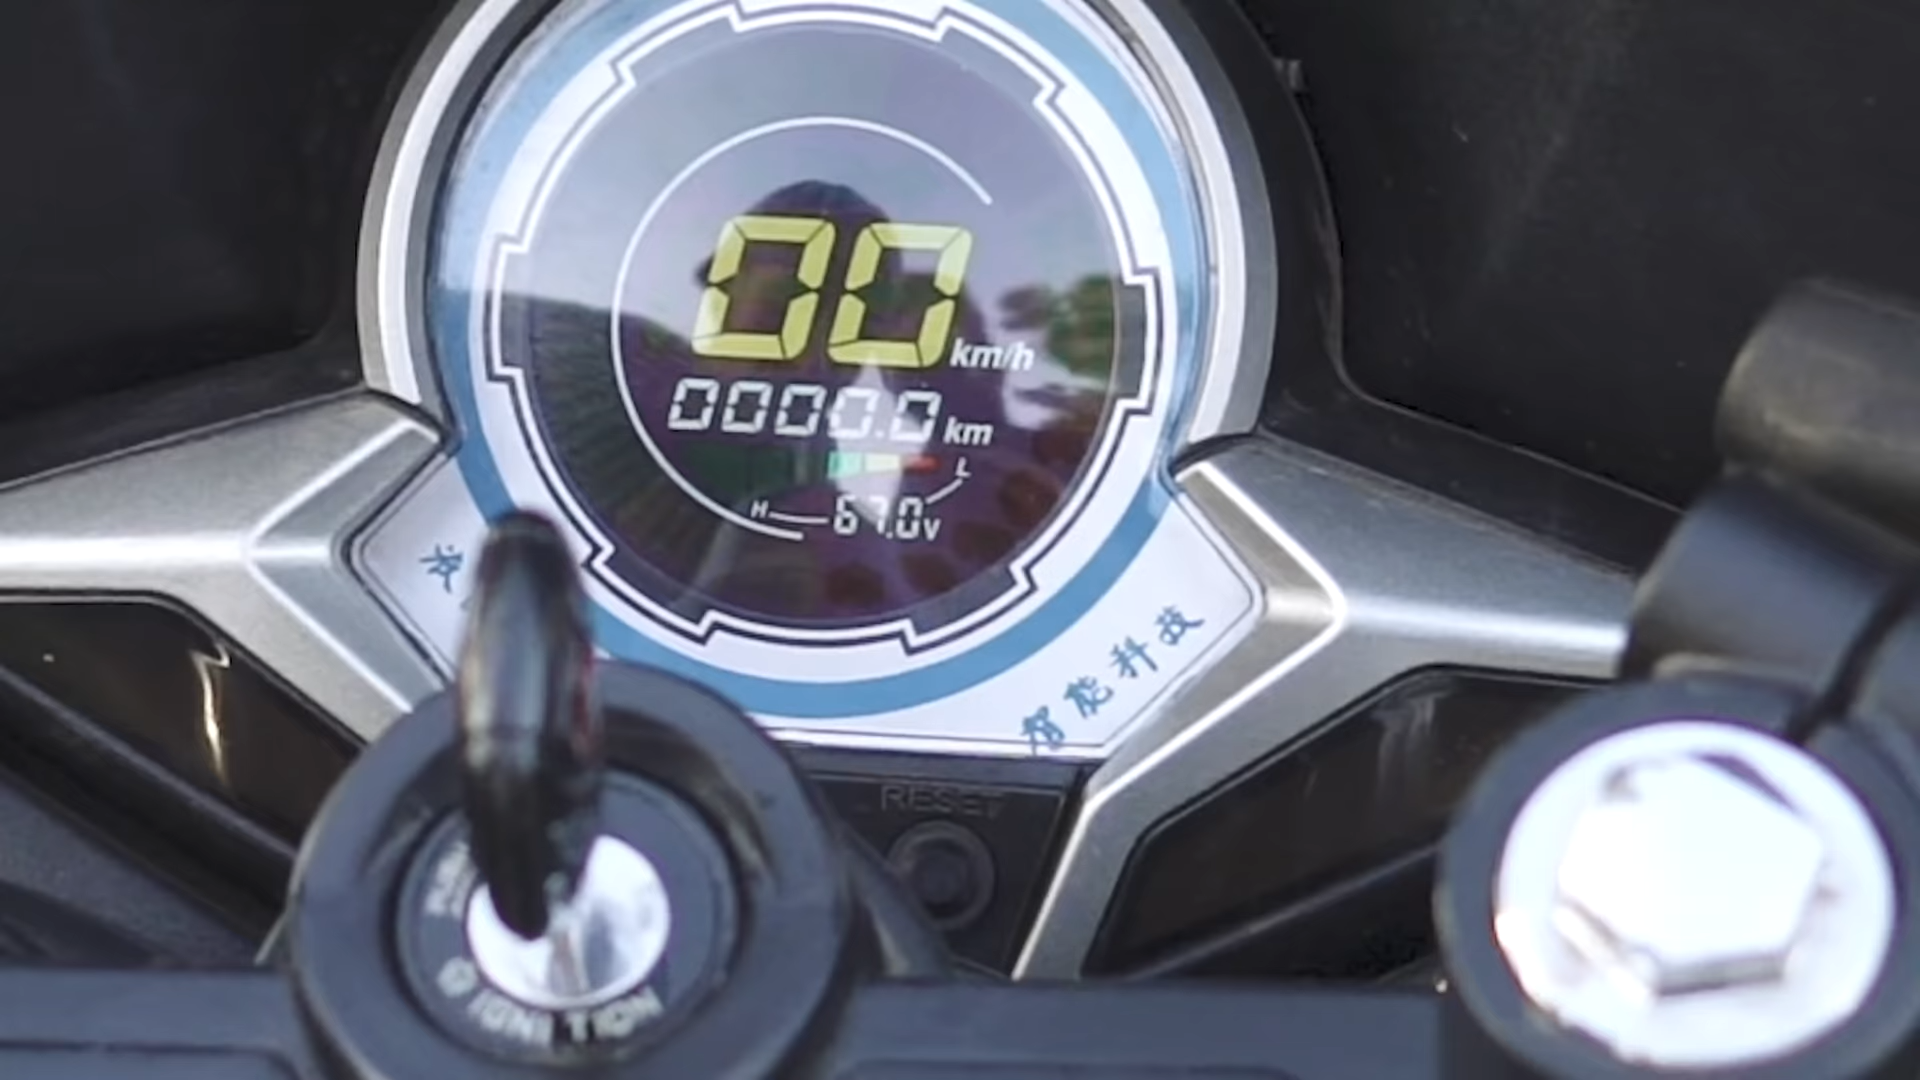 00 km/h
0000.0 km
L
H
67.0V
智能科技
RESET
IGNITION